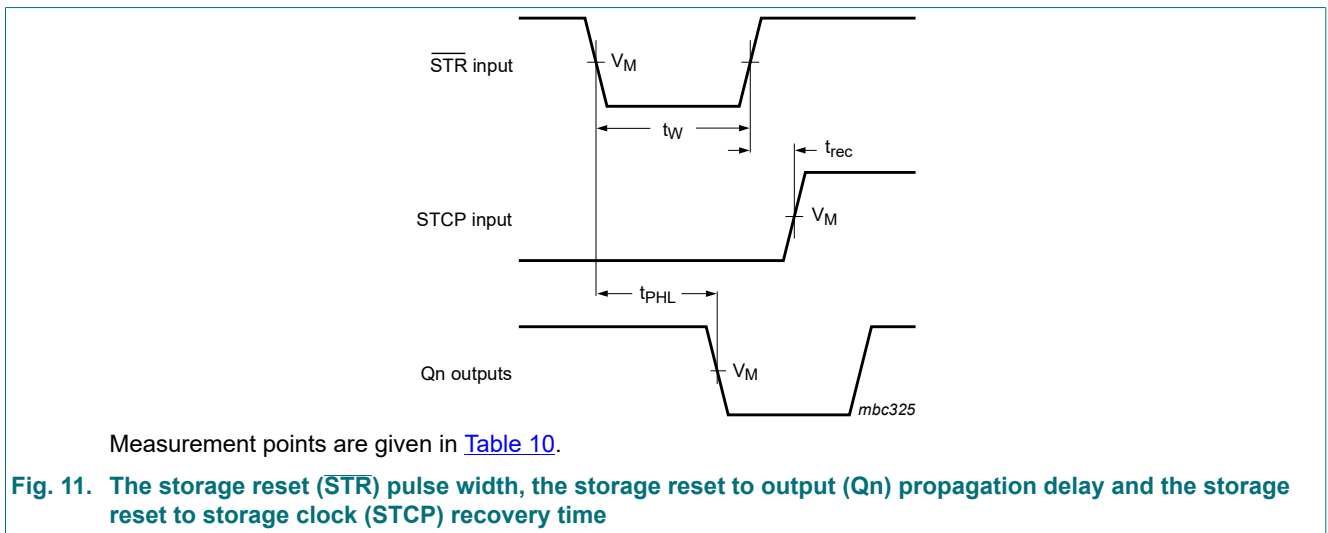 STR input
VM
tW
trec
STCP input
VM
tPHL
Qn outputs
VM
mbc325
Measurement points are given in Table 10.
Fig. 11. The storage reset (STR) pulse width, the storage reset to output (Qn) propagation delay and the storage
reset to storage clock (STCP) recovery time